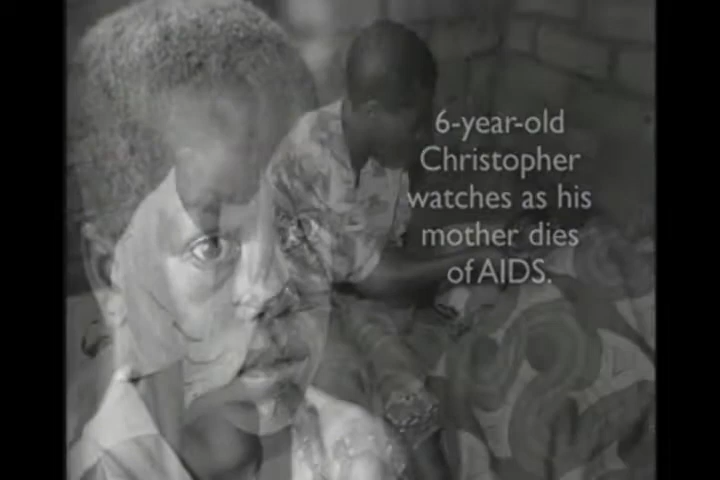 6-year-old
Christopher
watches as his
mother dies
of AIDS.